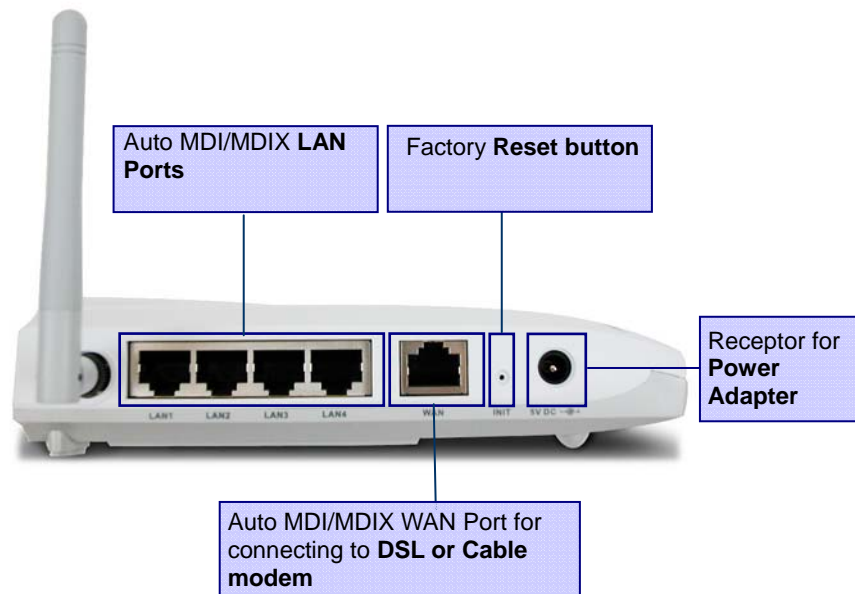 Auto MDI/MDIX LAN
Ports
Factory Reset button
Receptor for
Power
Adapter
LAN1 LAN2 LAN3 LAN4 WAN INIT 5V DC
Auto MDI/MDIX WAN Port for
connecting to DSL or Cable
modem